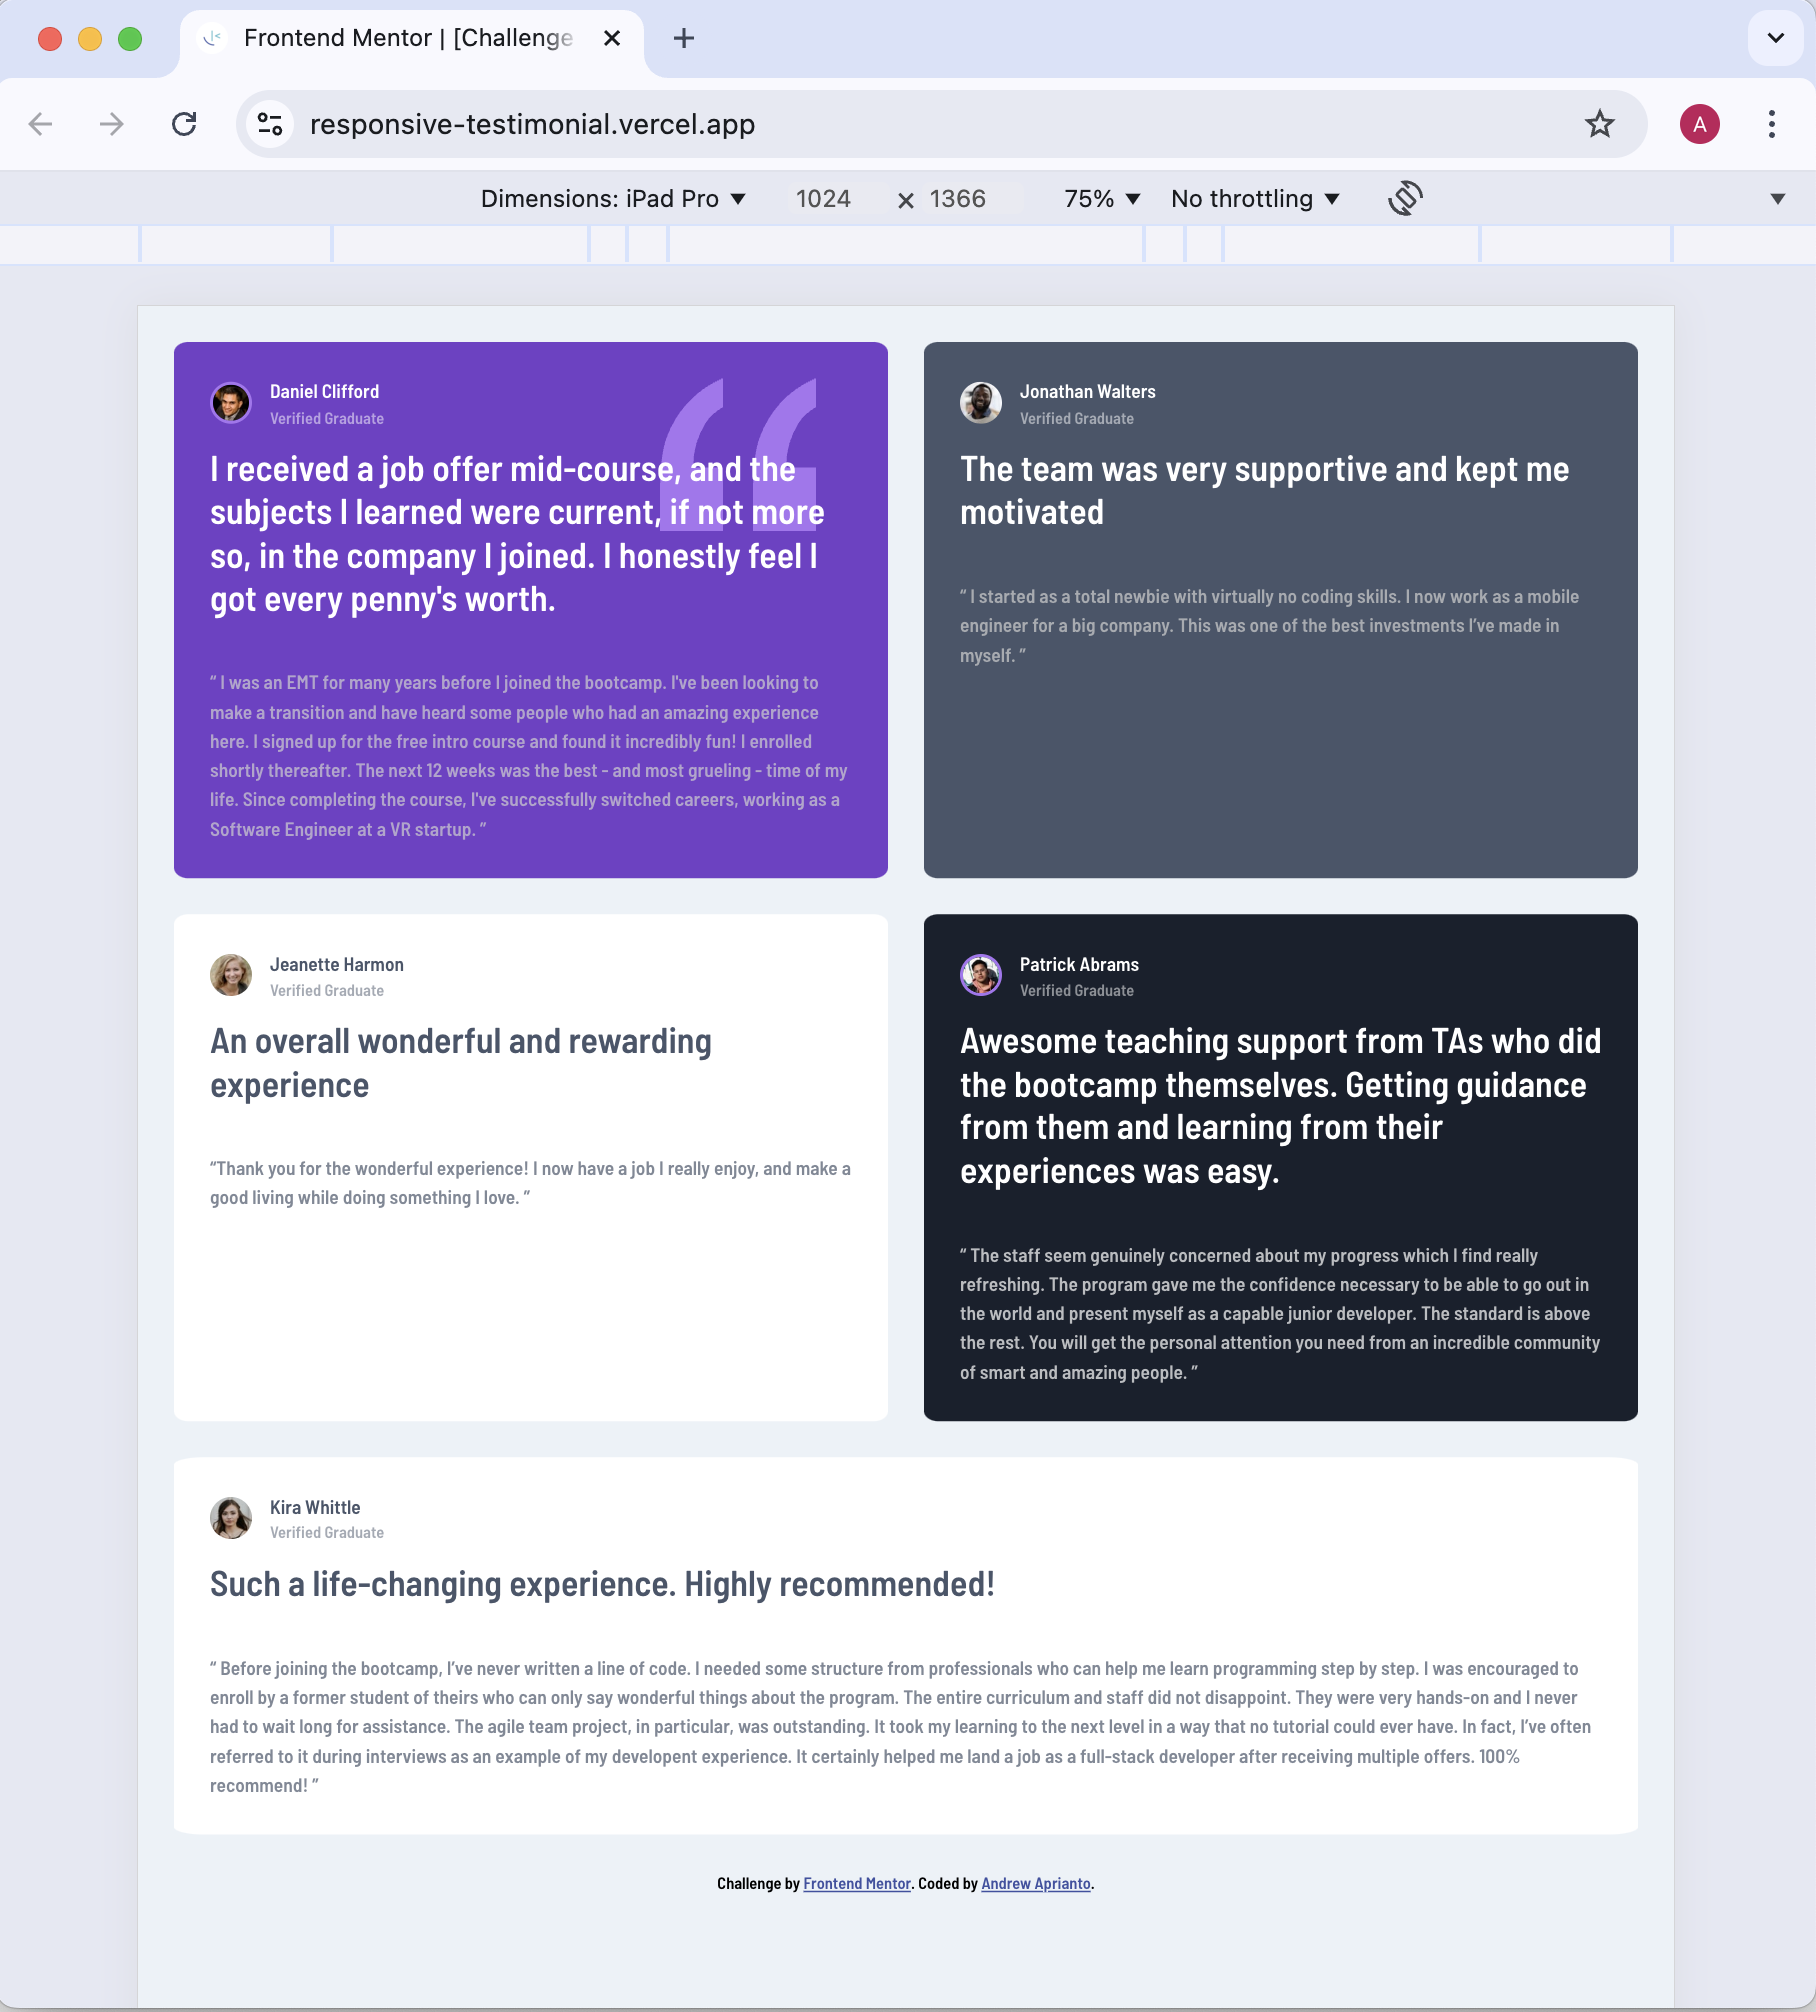 Frontend Mentor | [Challenge
responsive-testimonial.vercel.app
A
Dimensions: iPad Pro ▼ 1024 × 1366 75% ▼ No throttling ▼
Daniel Clifford
Verified Graduate
I received a job offer mid-course, and the
subjects I learned were current, if not more
so, in the company I joined. I honestly feel I
got every penny's worth.
“ I was an EMT for many years before I joined the bootcamp. I've been looking to
make a transition and have heard some people who had an amazing experience
here. I signed up for the free intro course and found it incredibly fun! I enrolled
shortly thereafter. The next 12 weeks was the best - and most grueling - time of my
life. Since completing the course, I've successfully switched careers, working as a
Software Engineer at a VR startup. ”
Jonathan Walters
Verified Graduate
The team was very supportive and kept me
motivated
“ I started as a total newbie with virtually no coding skills. I now work as a mobile
engineer for a big company. This was one of the best investments I’ve made in
myself. ”
Jeanette Harmon
Verified Graduate
An overall wonderful and rewarding
experience
“Thank you for the wonderful experience! I now have a job I really enjoy, and make a
good living while doing something I love. ”
Patrick Abrams
Verified Graduate
Awesome teaching support from TAs who did
the bootcamp themselves. Getting guidance
from them and learning from their
experiences was easy.
“ The staff seem genuinely concerned about my progress which I find really
refreshing. The program gave me the confidence necessary to be able to go out in
the world and present myself as a capable junior developer. The standard is above
the rest. You will get the personal attention you need from an incredible community
of smart and amazing people. ”
Kira Whittle
Verified Graduate
Such a life-changing experience. Highly recommended!
“ Before joining the bootcamp, I’ve never written a line of code. I needed some structure from professionals who can help me learn programming step by step. I was encouraged to
enroll by a former student of theirs who can only say wonderful things about the program. The entire curriculum and staff did not disappoint. They were very hands-on and I never
had to wait long for assistance. The agile team project, in particular, was outstanding. It took my learning to the next level in a way that no tutorial could ever have. In fact, I’ve often
referred to it during interviews as an example of my developent experience. It certainly helped me land a job as a full-stack developer after receiving multiple offers. 100%
recommend! ”
Challenge by Frontend Mentor. Coded by Andrew Aprianto.